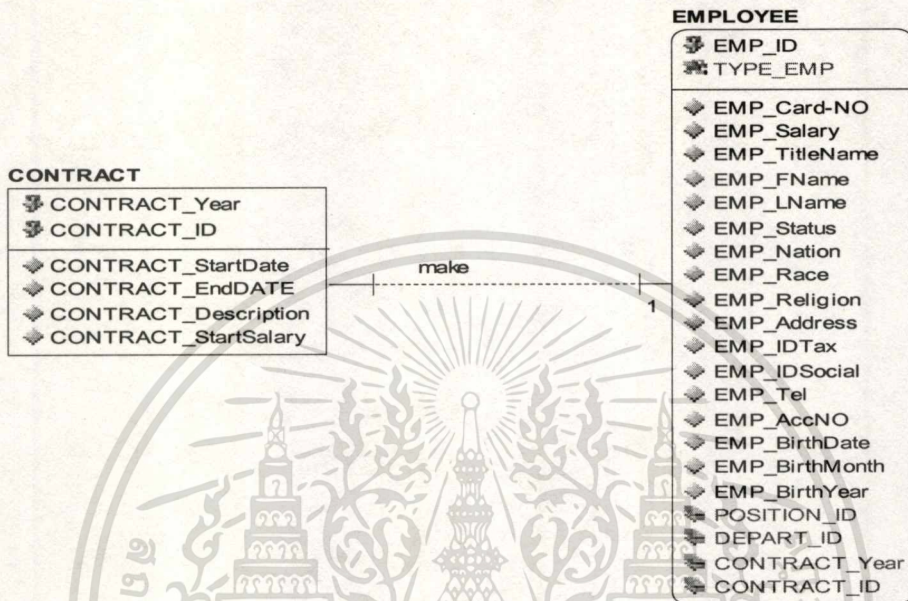 EMPLOYEE
EMP_ID
TYPE_EMP
EMP_Card-NO
EMP_Salary
EMP_TitleName
EMP_FName
EMP_LName
EMP_Status
EMP_Nation
EMP_Race
EMP_Religion
EMP_Address
EMP_IDTax
EMP_IDSocial
EMP_Tel
EMP_AccNO
EMP_BirthDate
EMP_BirthMonth
EMP_BirthYear
POSITION_ID
DEPART_ID
CONTRACT_Year
CONTRACT_ID
CONTRACT
CONTRACT_Year
CONTRACT_ID
CONTRACT_StartDate
CONTRACT_EndDATE
CONTRACT_Description
CONTRACT_StartSalary
make
1